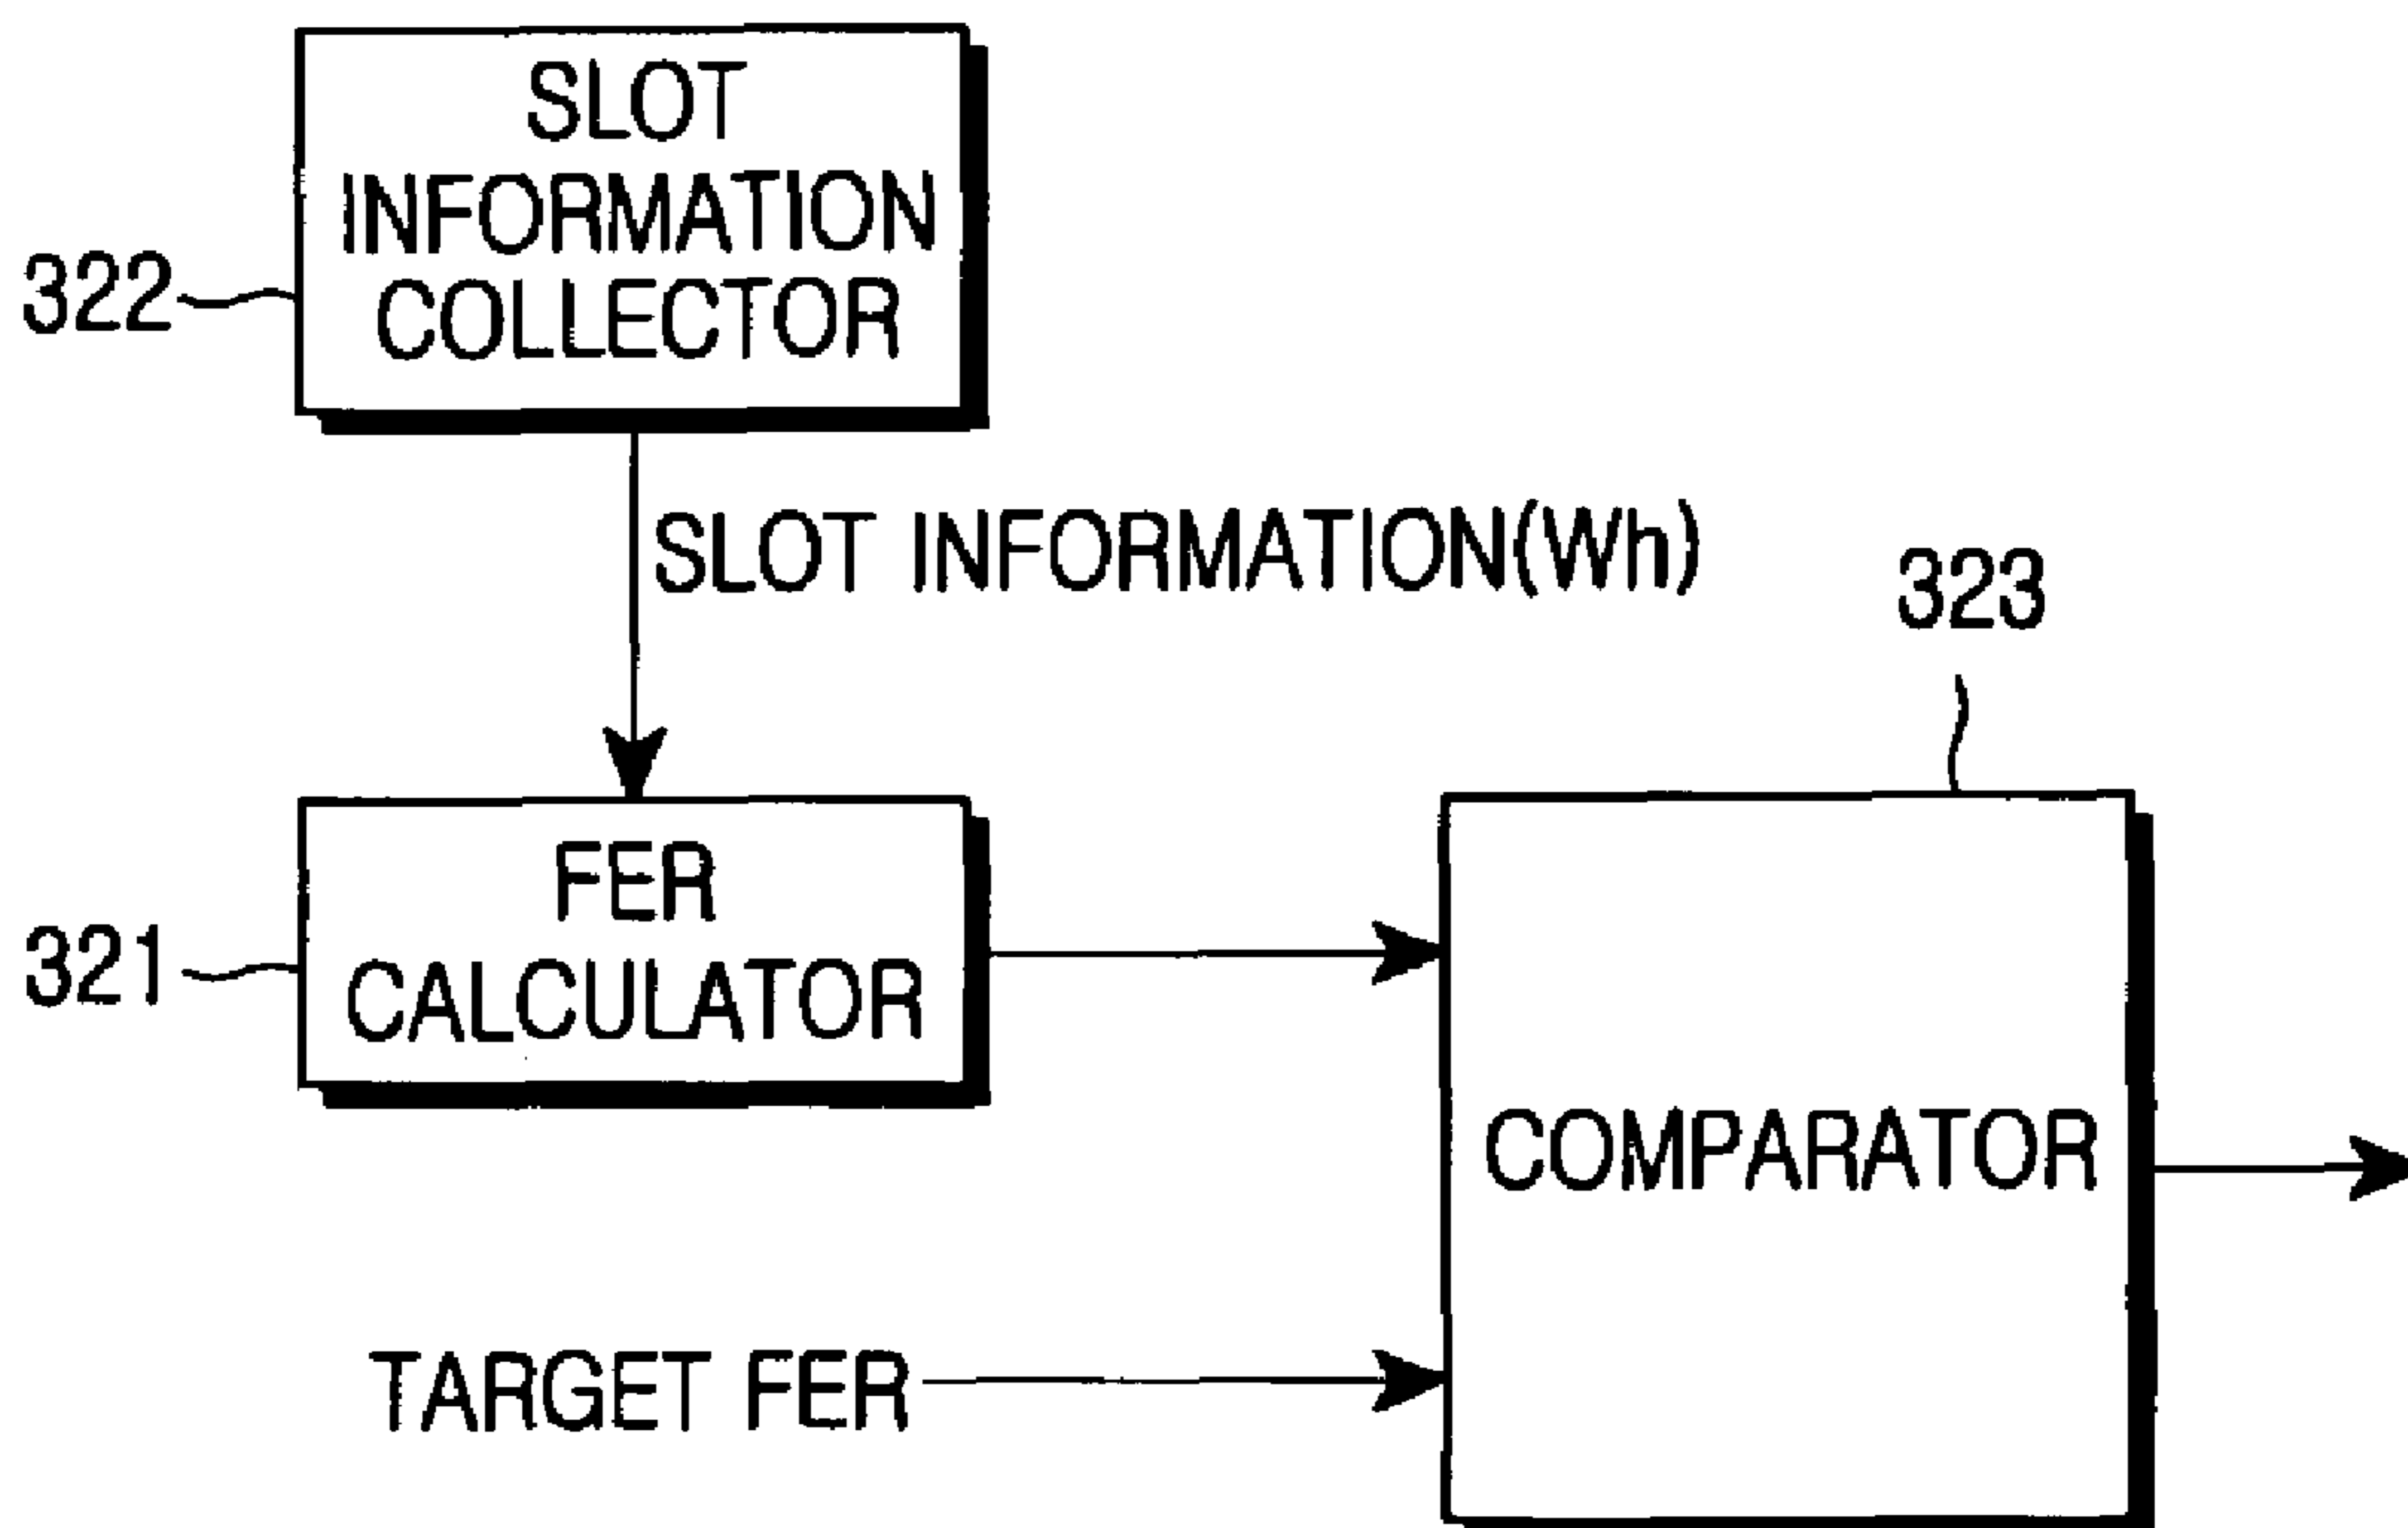 SLOT
INFORMATION
COLLECTOR
322
SLOT INFORMATION(Wh)
323
FER
CALCULATOR
321
COMPARATOR
TARGET FER